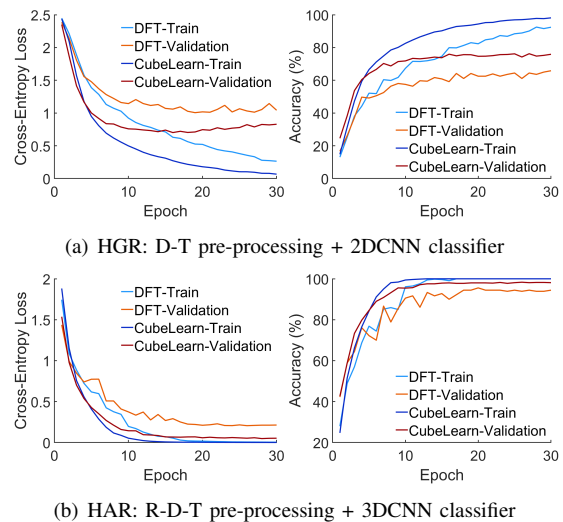 2.5
2
1.5
1
0.5
0
0 10 20 30
Cross-Entropy Loss
Epoch
DFT-Train
DFT-Validation
CubeLearn-Train
CubeLearn-Validation
100
80
60
40
20
0
0 10 20 30
Accuracy (%)
Epoch
DFT-Train
DFT-Validation
CubeLearn-Train
CubeLearn-Validation
(a) HGR: D-T pre-processing + 2DCNN classifier
2
1.5
1
0.5
0
0 10 20 30
Cross-Entropy Loss
Epoch
DFT-Train
DFT-Validation
CubeLearn-Train
CubeLearn-Validation
100
80
60
40
20
0 10 20 30
Accuracy (%)
Epoch
DFT-Train
DFT-Validation
CubeLearn-Train
CubeLearn-Validation
(b) HAR: R-D-T pre-processing + 3DCNN classifier